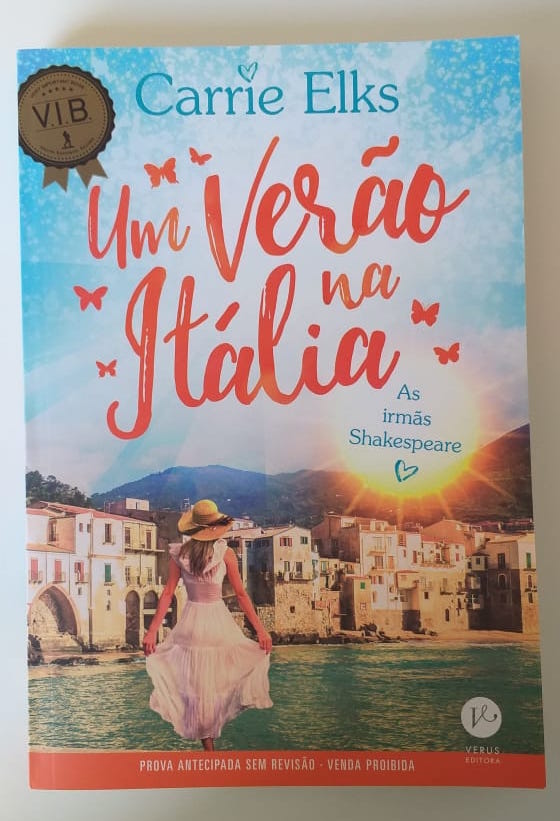 Carrie Elks
V.I.B.
Um Verão
na
Itália
As
irmãs
Shakespeare
VERUS
EDITORA
PROVA ANTECIPADA SEM REVISÃO - VENDA PROIBIDA